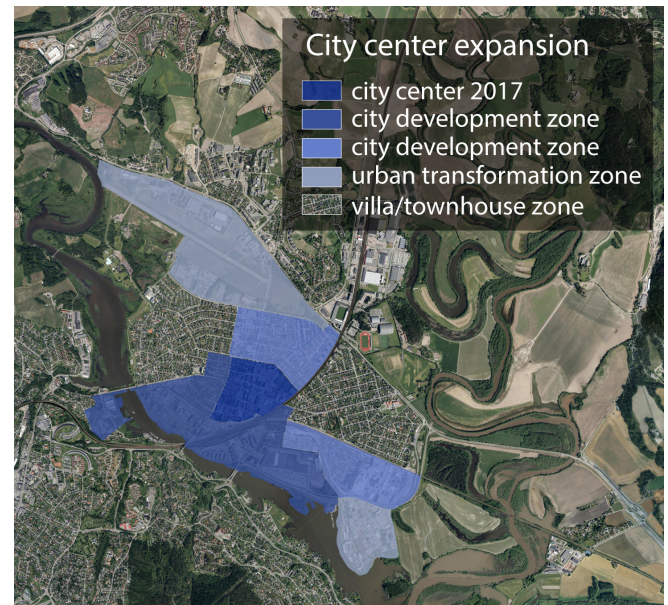 City center expansion
city center 2017
city development zone
city development zone
urban transformation zone
villa/townhouse zone